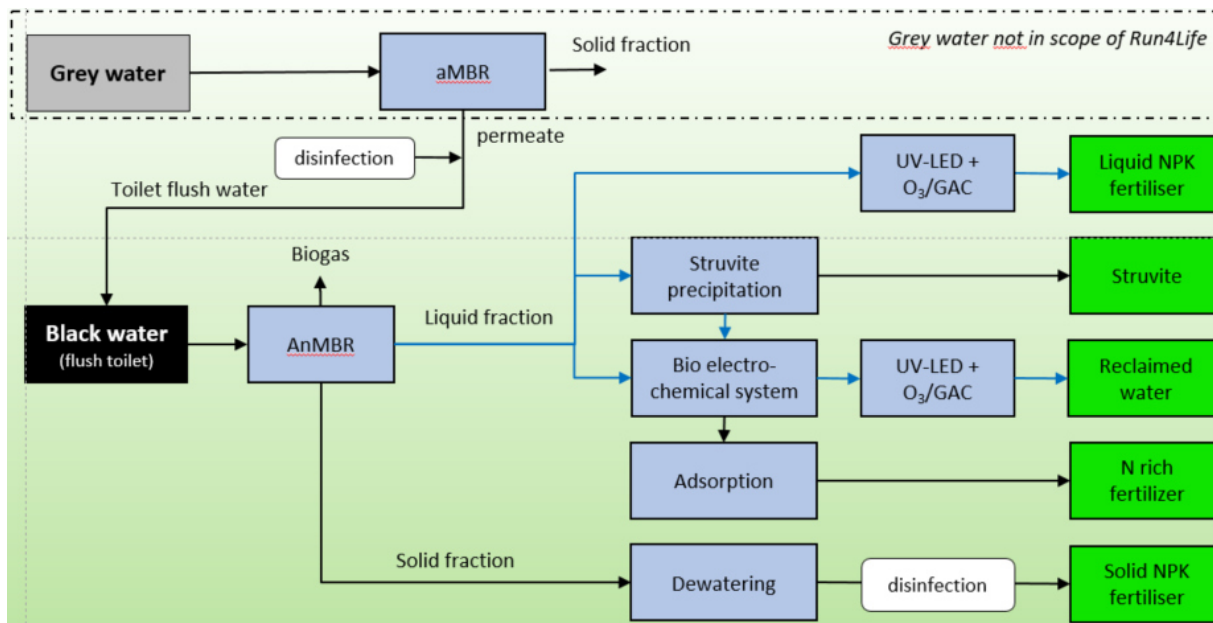 Grey water not in scope of Run4Life
Grey water
aMBR
Solid fraction
permeate
disinfection
Toilet flush water
UV-LED +
O₃/GAC
Liquid NPK
fertiliser
Biogas
Struvite
precipitation
Struvite
Black water
(flush toilet)
AnMBR
Liquid fraction
Bio electro-
chemical system
UV-LED +
O₃/GAC
Reclaimed
water
Adsorption
N rich
fertilizer
Solid fraction
Dewatering
disinfection
Solid NPK
fertiliser